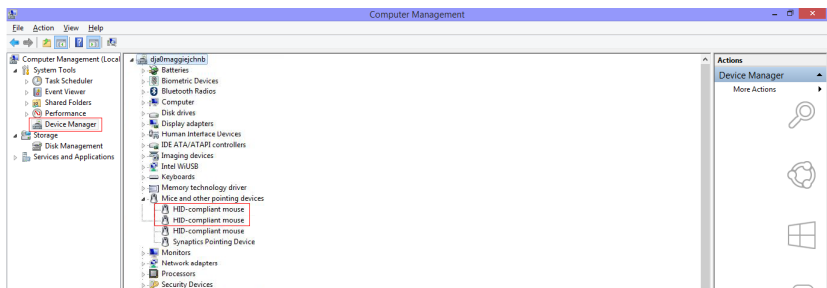 Computer Management
File Action View Help
Computer Management (Local
System Tools
Task Scheduler
Event Viewer
Shared Folders
Performance
Device Manager
Storage
Disk Management
Services and Applications
dja0maggiejchnb
Batteries
Biometric Devices
Bluetooth Radios
Computer
Disk drives
Display adapters
Human Interface Devices
IDE ATA/ATAPI controllers
Imaging devices
Intel WiUSB
Keyboards
Memory technology driver
Mice and other pointing devices
HID-compliant mouse
HID-compliant mouse
HID-compliant mouse
Synaptics Pointing Device
Monitors
Network adapters
Processors
Security Devices
Actions
Device Manager
More Actions